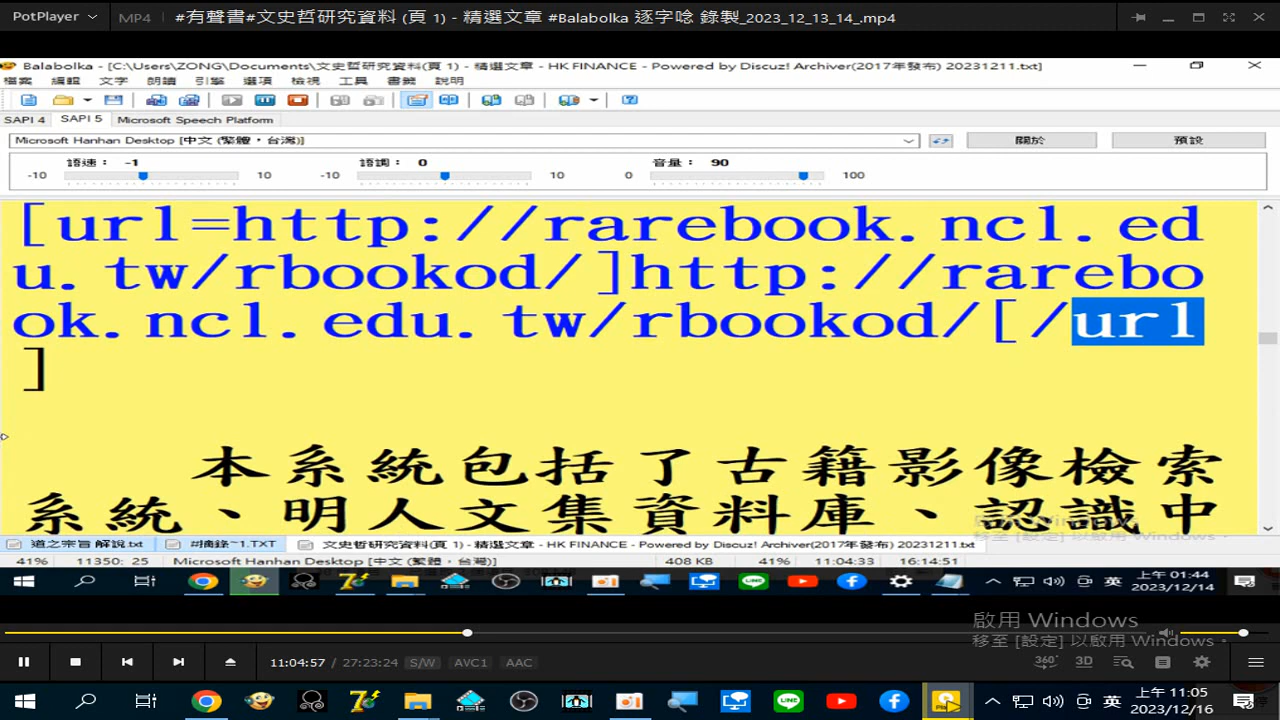 PotPlayer
MP4
#有聲書#文史哲研究資料 (頁 1) - 精選文章 #Balabolka 逐字唸 錄製_2023_12_13_14_.mp4
Balabolka - [C:\Users\ZONG\Documents\文史哲研究資料(頁 1) - 精選文章 - HK FINANCE - Powered by Discuz! Archiver(2017年發布) 20231211.txt]
檔案 編輯 文字 朗讀 引擎 選項 檢視 工具 書籤 說明
SAPI 4 SAPI 5 Microsoft Speech Platform
Microsoft Hanhan Desktop [中文 (繁體，台灣)]
關於 預設
語速： -1 語調： 0 音量： 90
-10 10 -10 10 0 100
[url=http://rarebook.ncl.ed
u.tw/rbookod/]http://rarebo
ok.ncl.edu.tw/rbookod/[/url
]
本系統包括了古籍影像檢索
系統、明人文集資料庫、認識中
道之宗旨 解說.txt #摘錄~1.TXT 文史哲研究資料(頁 1) - 精選文章 - HK FINANCE - Powered by Discuz! Archiver(2017年發布) 20231211.txt
41% 11350: 25 Microsoft Hanhan Desktop [中文 (繁體，台灣)] 408 KB 41% 11:04:33 16:14:51
英 上午 01:44
2023/12/14
啟用 Windows
移至 [設定] 以啟用 Windows。
11:04:57 / 27:23:24 S/W AVC1 AAC
360° 3D
英 上午 11:05
2023/12/16